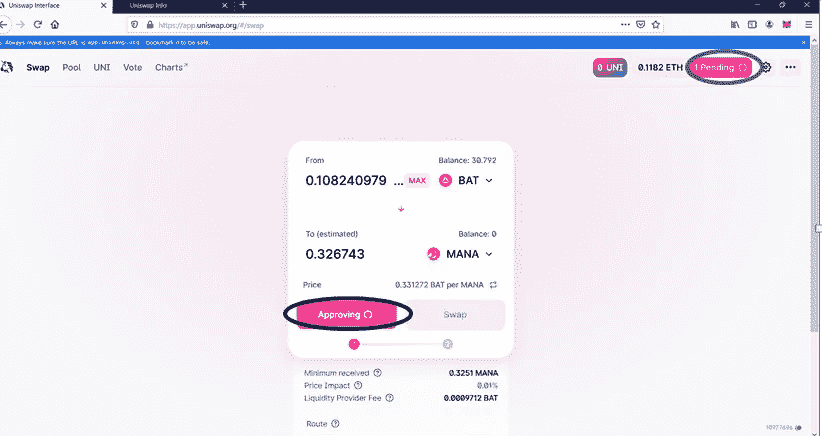 Uniswap Interface
Uniswap Info
https://app.uniswap.org/#/swap
Always make sure the URL is app.uniswap.org - bookmark it to be safe.
Swap Pool UNI Vote Charts
0 UNI 0.1182 ETH 1 Pending
From Balance: 30.792
0.108240979 ... MAX BAT
To (estimated) Balance: 0
0.326743 MANA
Price 0.331272 BAT per MANA
Approving Swap
1
Minimum received 0.3251 MANA
Price Impact 0.01%
Liquidity Provider Fee 0.0009712 BAT
Route